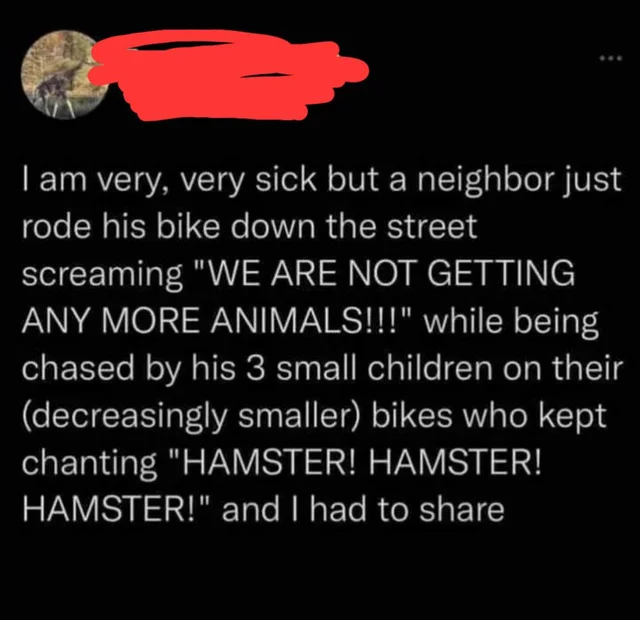 I am very, very sick but a neighbor just
rode his bike down the street
screaming "WE ARE NOT GETTING
ANY MORE ANIMALS!!!" while being
chased by his 3 small children on their
(decreasingly smaller) bikes who kept
chanting "HAMSTER! HAMSTER!
HAMSTER!" and I had to share